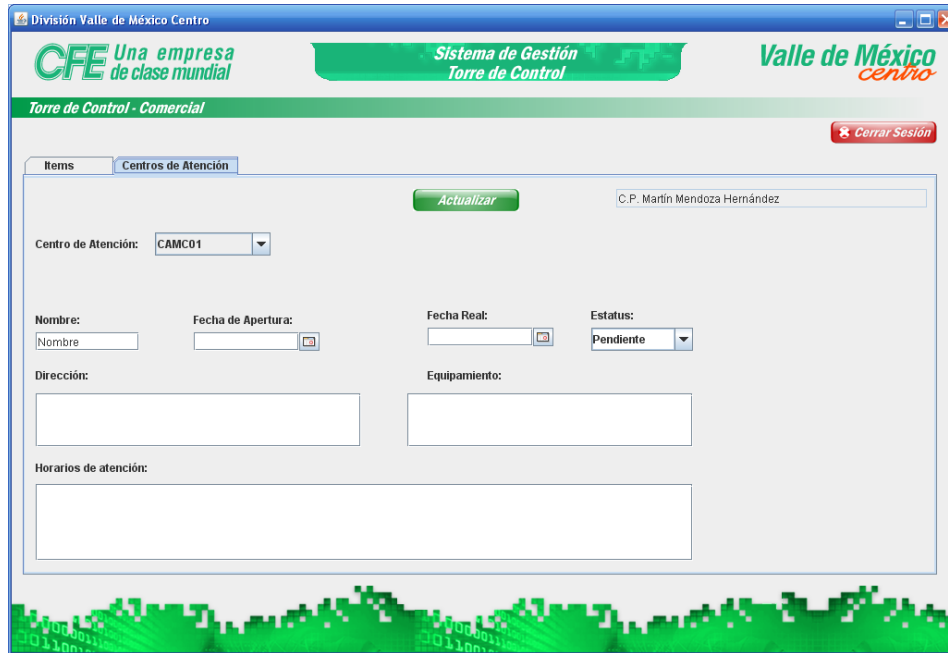 División Valle de México Centro
CFE Una empresa de clase mundial
Sistema de Gestión
Torre de Control
Valle de México
centro
Torre de Control - Comercial
Cerrar Sesión
Items
Centros de Atención
Actualizar
C.P. Martín Mendoza Hernández
Centro de Atención:
CAMC01
Nombre:
Fecha de Apertura:
Fecha Real:
Estatus:
Nombre
Pendiente
Dirección:
Equipamiento:
Horarios de atención: